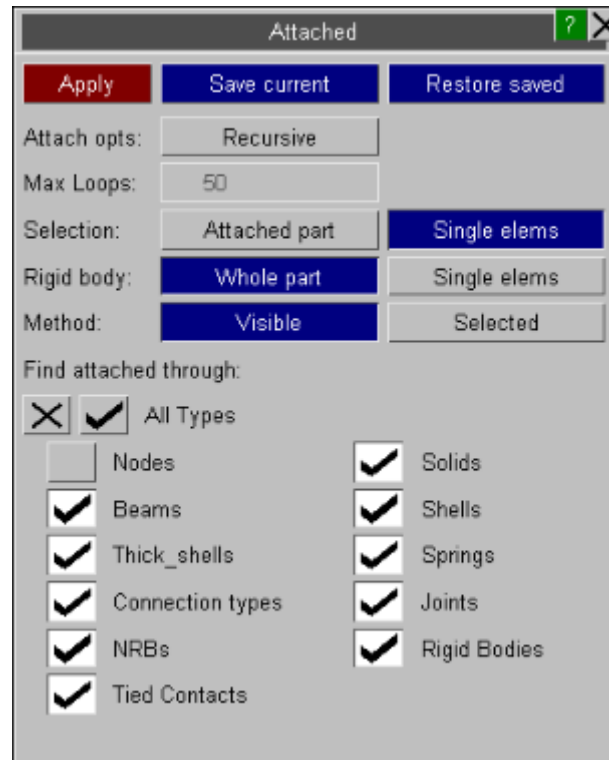 Attached ?
Apply Save current Restore saved
Attach opts: Recursive
Max Loops: 50
Selection: Attached part Single elems
Rigid body: Whole part Single elems
Method: Visible Selected
Find attached through:
All Types
Nodes Solids
Beams Shells
Thick_shells Springs
Connection types Joints
NRBs Rigid Bodies
Tied Contacts